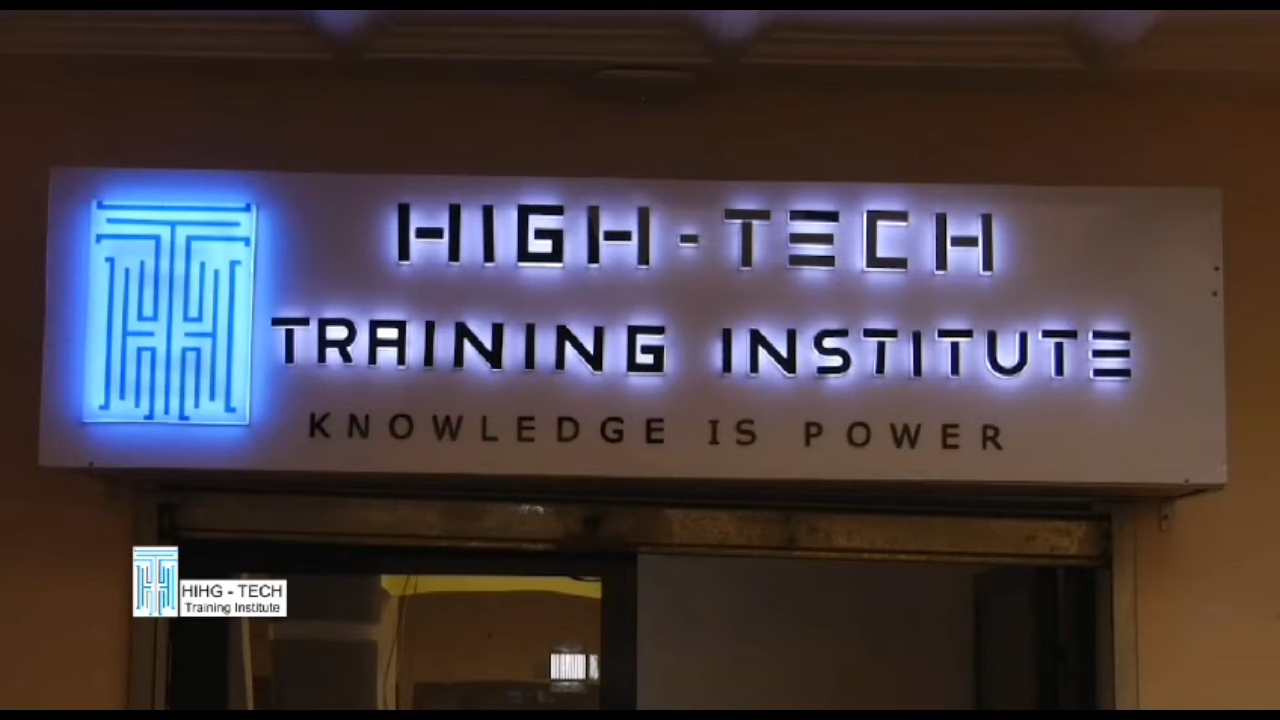 HIGH-TECH
TRAINING INSTITUTE
KNOWLEDGE IS POWER
HIHG - TECH
Training Institute